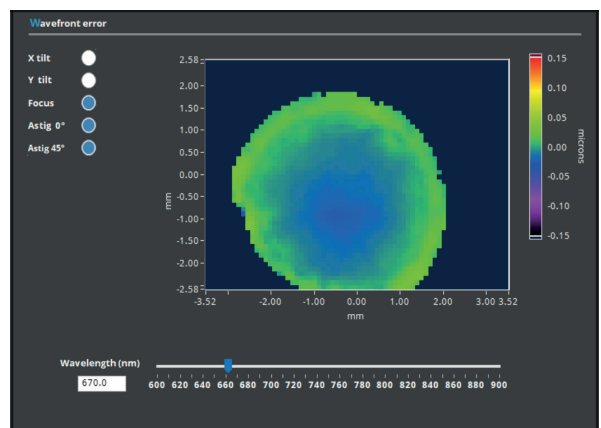 Wavefront error
X tilt
Y tilt
Focus
Astig 0°
Astig 45°
2.58
2.00
1.50
1.00
0.50
0.00
-0.50
-1.00
-1.50
-2.00
-2.58
mm
-3.52 -2.00 -1.00 0.00 1.00 2.00 3.00 3.52
mm
0.15
0.10
0.05
0.00
-0.05
-0.10
-0.15
microns
Wavelength (nm)
670.0
600 620 640 660 680 700 720 740 760 780 800 820 840 860 880 900